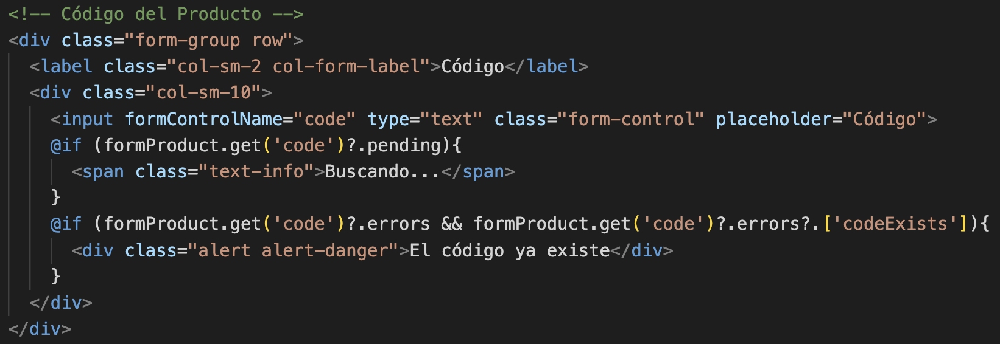 <!-- Código del Producto -->
<div class="form-group row">
  <label class="col-sm-2 col-form-label">Código</label>
  <div class="col-sm-10">
    <input formControlName="code" type="text" class="form-control" placeholder="Código">
    @if (formProduct.get('code')?.pending){
      <span class="text-info">Buscando...</span>
    }
    @if (formProduct.get('code')?.errors && formProduct.get('code')?.errors?.['codeExists']){
      <div class="alert alert-danger">El código ya existe</div>
    }
  </div>
</div>